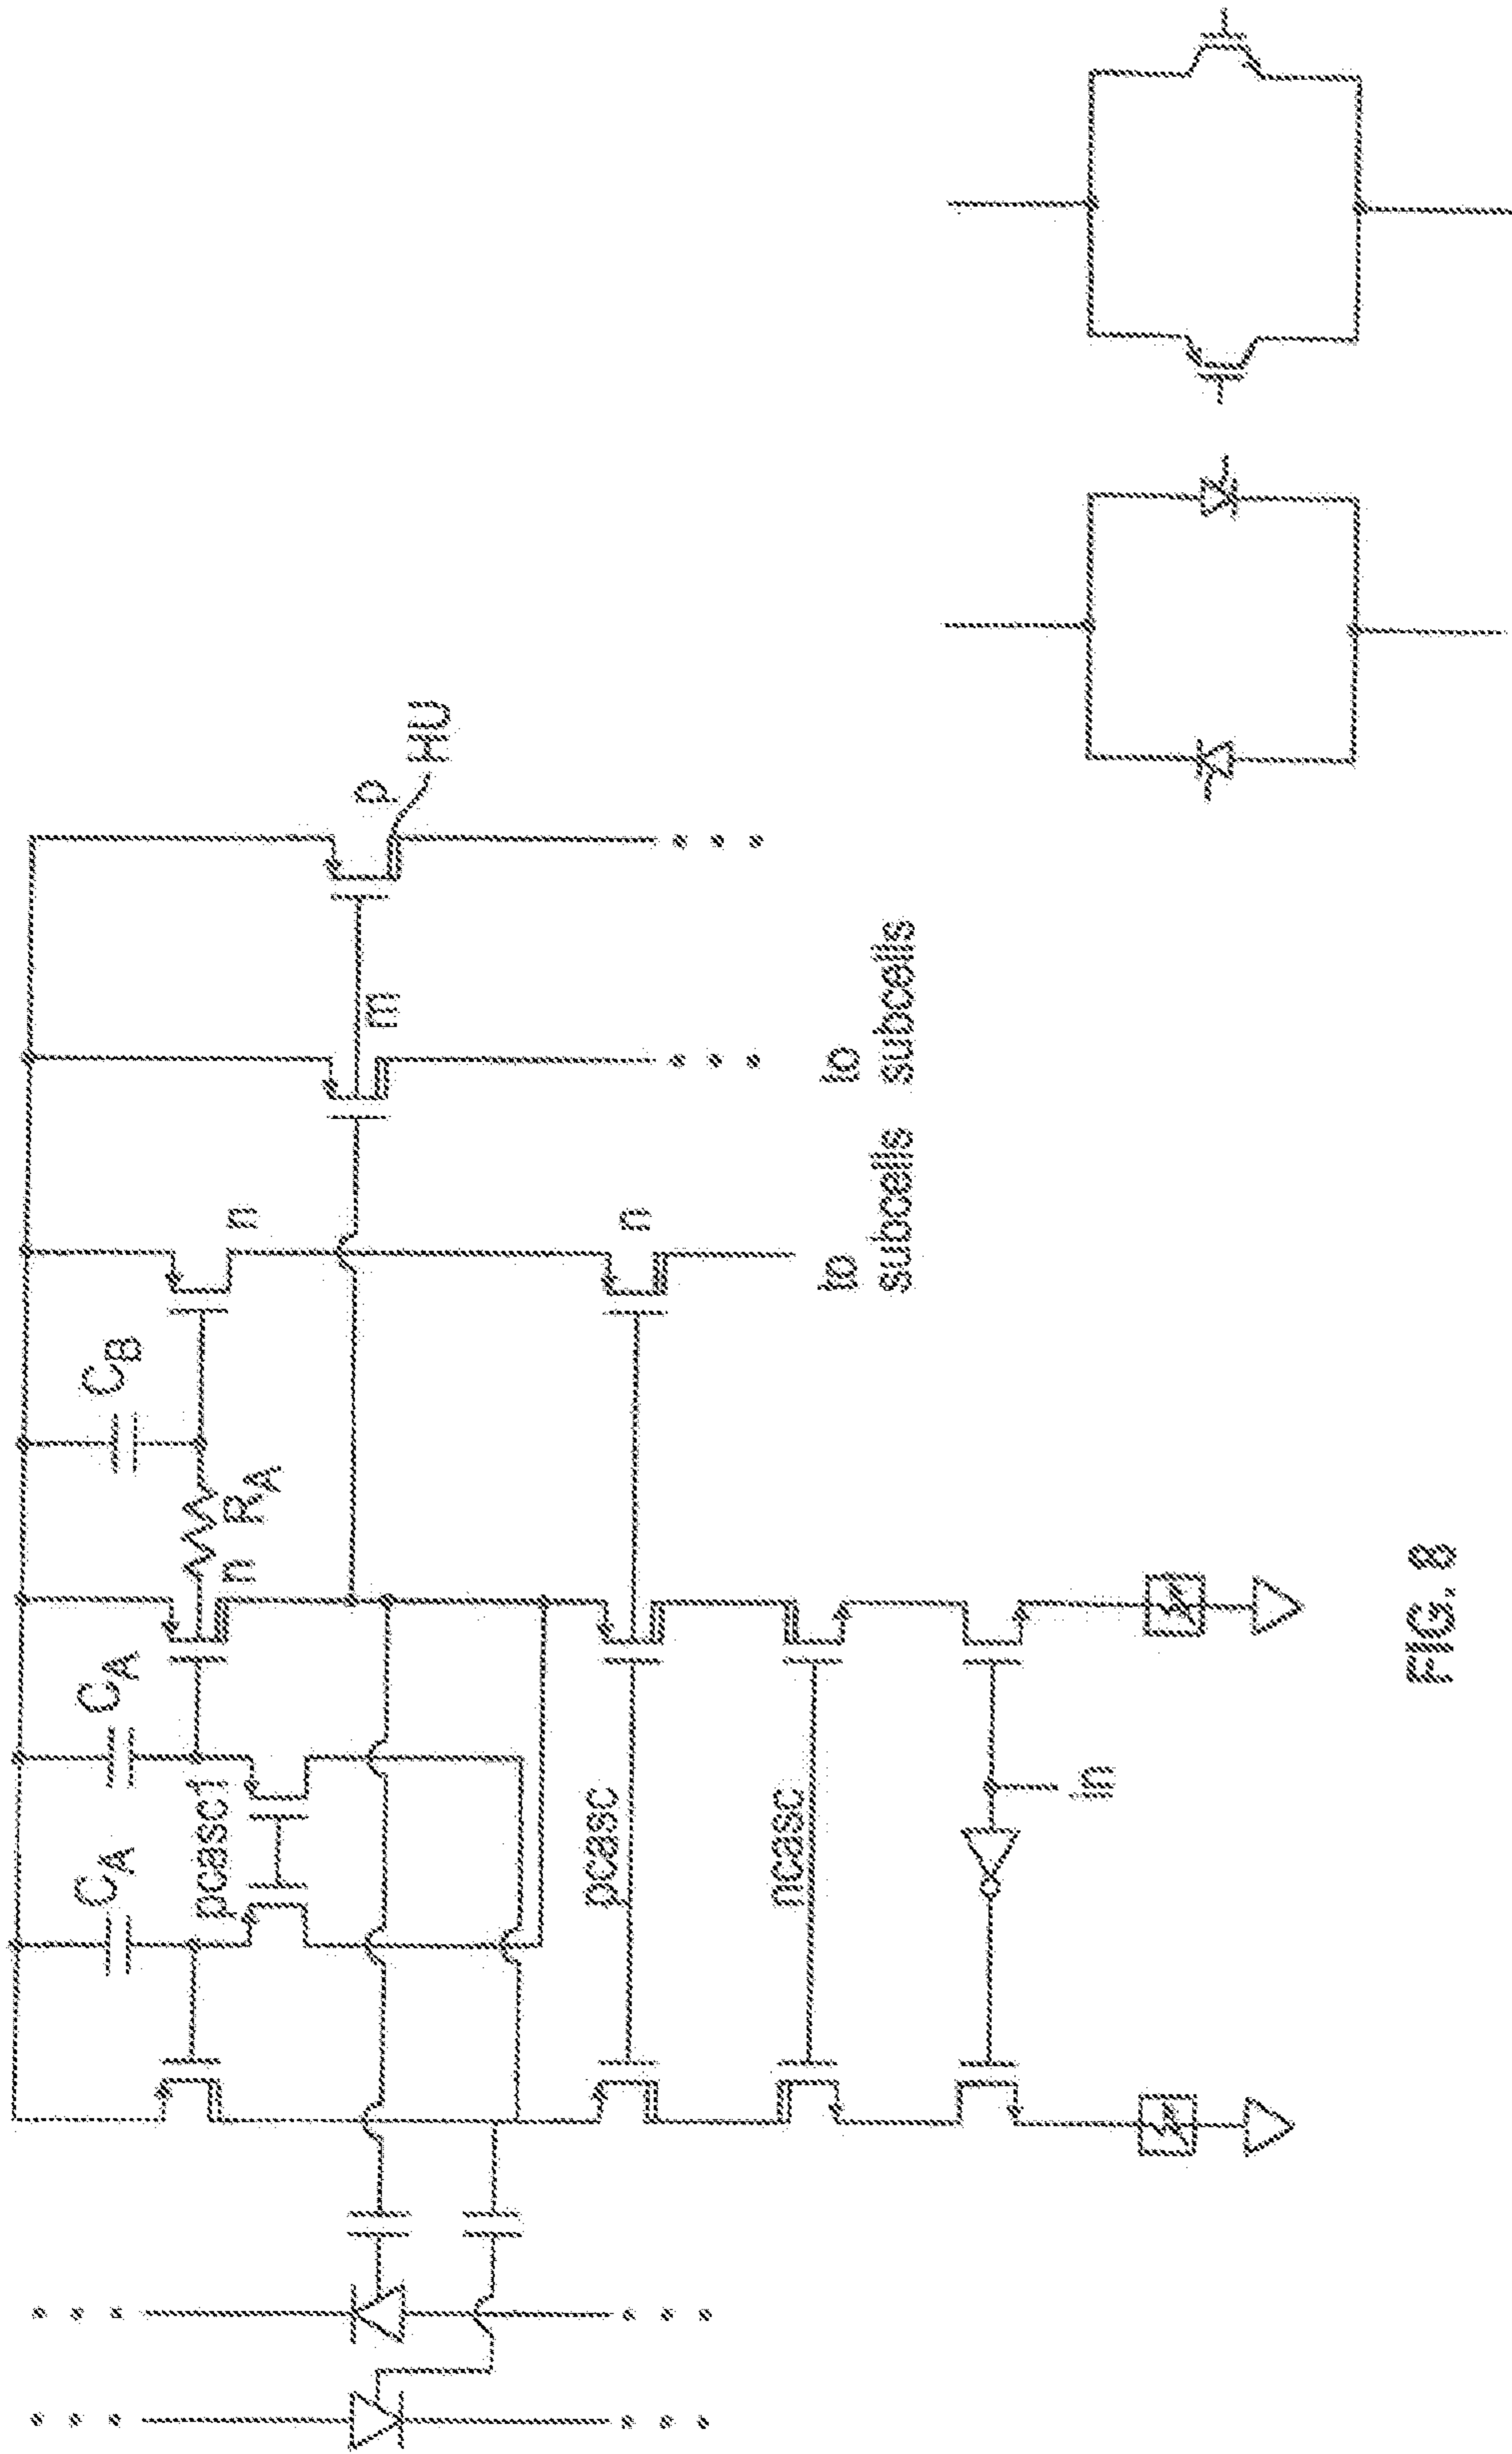 C_A
C_A
C_B
pcasc1
n
R_A
n
m
p
HU
pcasc
n
ncasc
in
to
subcells
to
subcells
FIG. 8